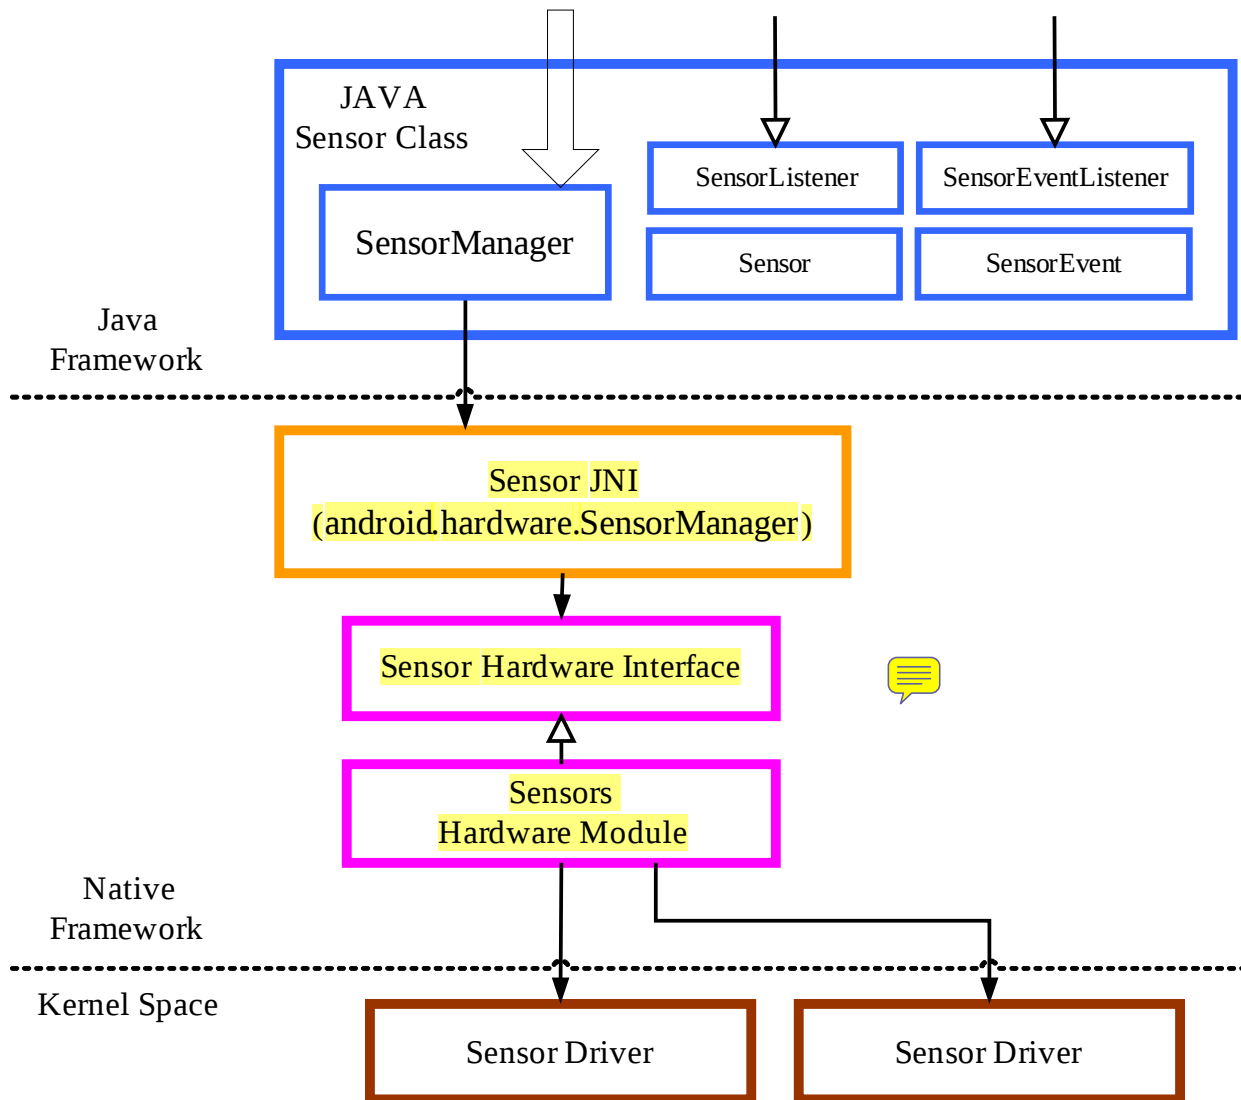 JAVA
Sensor Class
SensorListener
SensorEventListener
SensorManager
Sensor
SensorEvent
Java
Framework
Sensor JNI
(android.hardware.SensorManager)
Sensor Hardware Interface
Sensors
Hardware Module
Native
Framework
Kernel Space
Sensor Driver
Sensor Driver